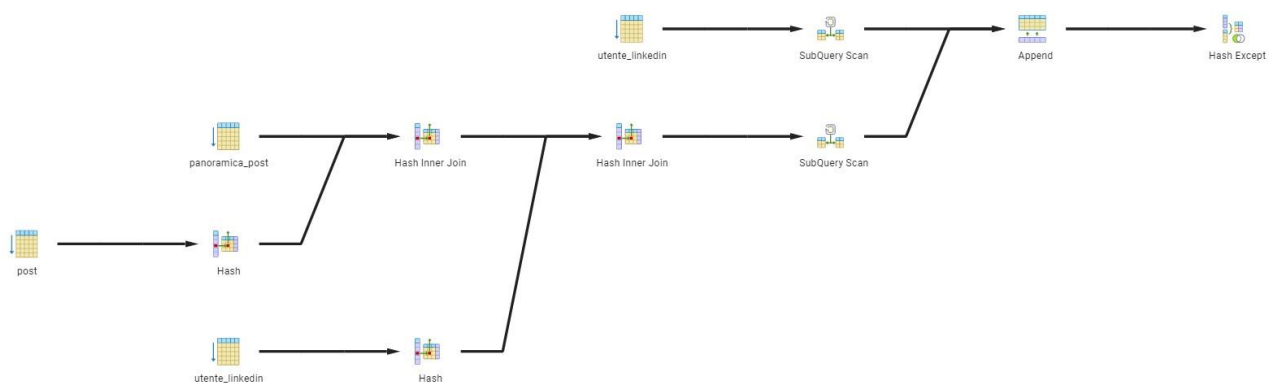 utente_linkedin
SubQuery Scan
Append
Hash Except
panoramica_post
Hash Inner Join
Hash Inner Join
SubQuery Scan
post
Hash
utente_linkedin
Hash